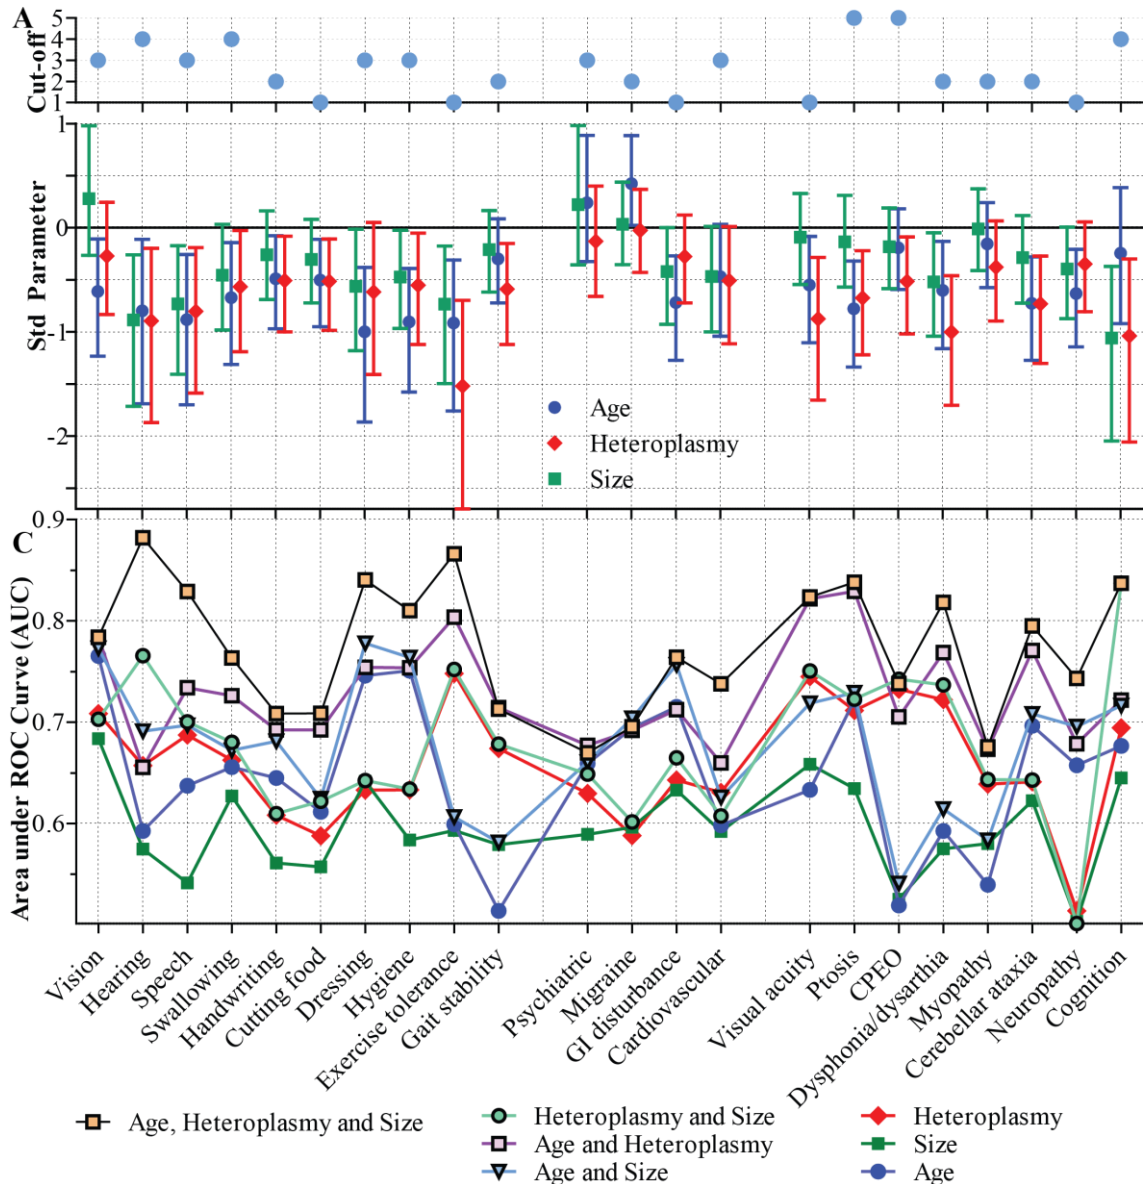 A
Cut-off
5
4
3
2
1
Std Parameter
1
0
-1
-2
Age
Heteroplasmy
Size
C
Area under ROC Curve (AUC)
0.9
0.8
0.7
0.6
Vision
Hearing
Speech
Swallowing
Handwriting
Cutting food
Dressing
Hygiene
Exercise tolerance
Gait stability
Psychiatric
Migraine
GI disturbance
Cardiovascular
Visual acuity
Ptosis
CPEO
Dysphonia/dysarthia
Myopathy
Cerebellar ataxia
Neuropathy
Cognition
Age, Heteroplasmy and Size
Heteroplasmy and Size
Age and Heteroplasmy
Age and Size
Heteroplasmy
Size
Age